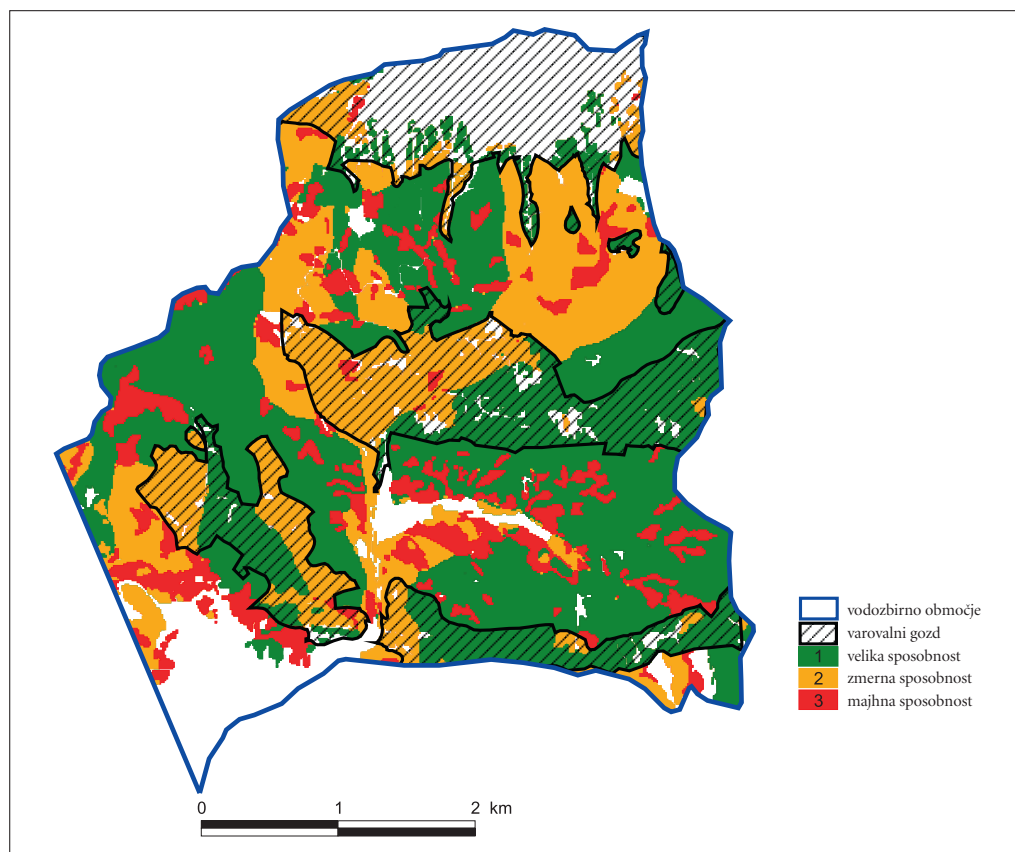 vodozbirno območje
varovalni gozd
1 velika sposobnost
2 zmerna sposobnost
3 majhna sposobnost
0 1 2 km